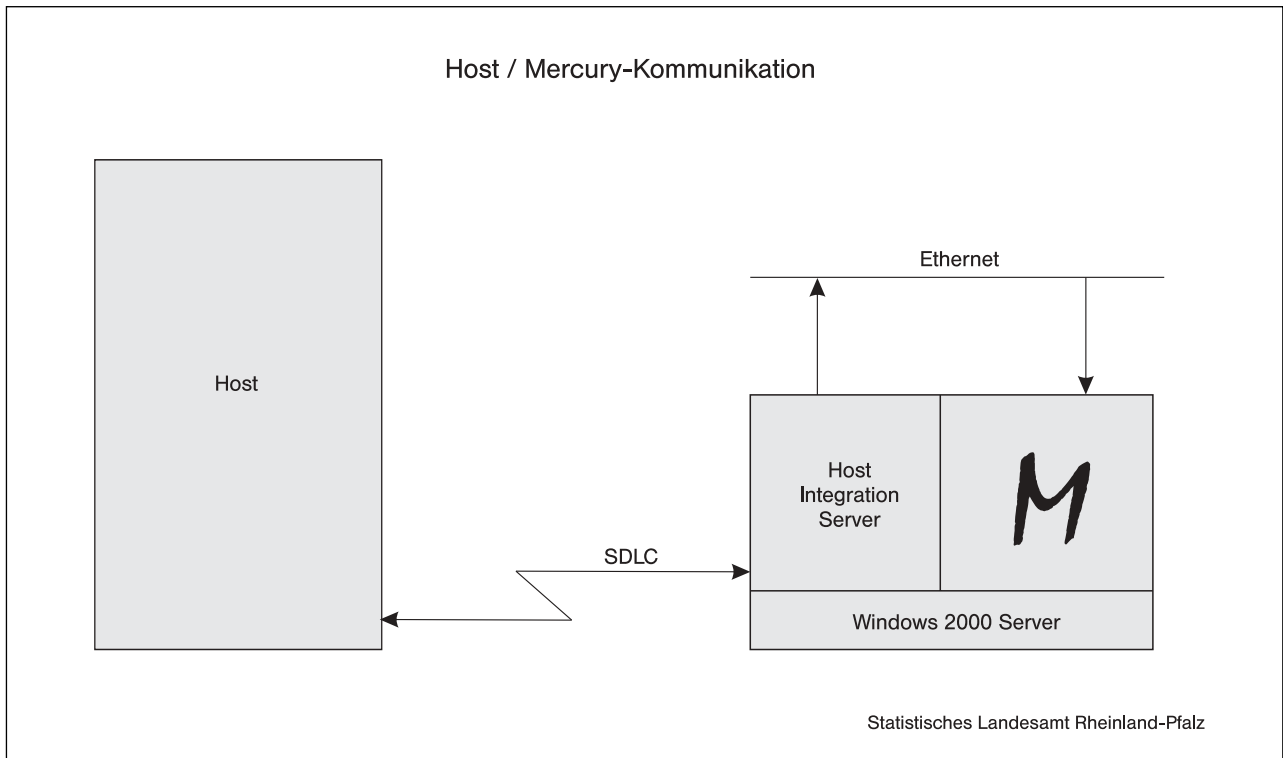 Host / Mercury-Kommunikation
Ethernet
Host
Host
Integration
Server
M
SDLC
Windows 2000 Server
Statistisches Landesamt Rheinland-Pfalz